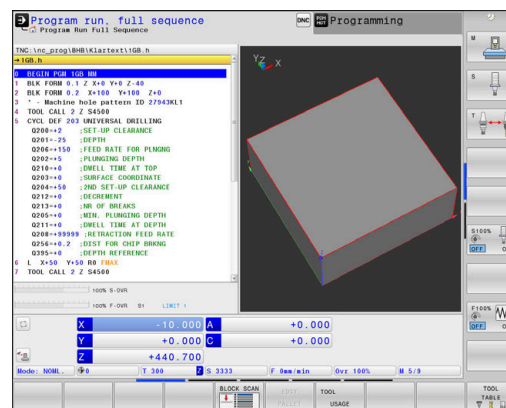 Program run, full sequence
Program Run Full Sequence
DNC
Programming
TNC:\nc_prog\BHB\Klartext\1GB.h
→1GB.h
0 BEGIN PGM 1GB MM
1 BLK FORM 0.1 Z X+0 Y+0 Z-40
2 BLK FORM 0.2 X+100 Y+100 Z+0
3 * - Machine hole pattern ID 27943KL1
4 TOOL CALL 2 Z S4500
5 CYCL DEF 203 UNIVERSAL DRILLING
Q200=+2 ;SET-UP CLEARANCE
Q201=-25 ;DEPTH
Q206=+150 ;FEED RATE FOR PLNGNG
Q202=+5 ;PLUNGING DEPTH
Q210=+0 ;DWELL TIME AT TOP
Q203=+0 ;SURFACE COORDINATE
Q204=+50 ;2ND SET-UP CLEARANCE
Q212=+0 ;DECREMENT
Q213=+0 ;NR OF BREAKS
Q205=+0 ;MIN. PLUNGING DEPTH
Q211=+0 ;DWELL TIME AT DEPTH
Q208=+99999 ;RETRACTION FEED RATE
Q256=+0.2 ;DIST FOR CHIP BRKNG
Q395=+0 ;DEPTH REFERENCE
6 L X+50 Y+50 R0 FMAX
7 TOOL CALL 2 Z S4500
Y Z X
M
S
T
S100%
OFF ON
F100%
OFF ON
100% S-OVR
100% F-OVR S1 LIMIT 1
X -10.000 A +0.000
Y +0.000 C +0.000
Z +440.700
Mode: NOML. 0 T 300 Z S 3333 F 0mm/min Ovr 100% M 5/9
BLOCK SCAN
EDIT
PALLET
TOOL
USAGE
TOOL
TABLE